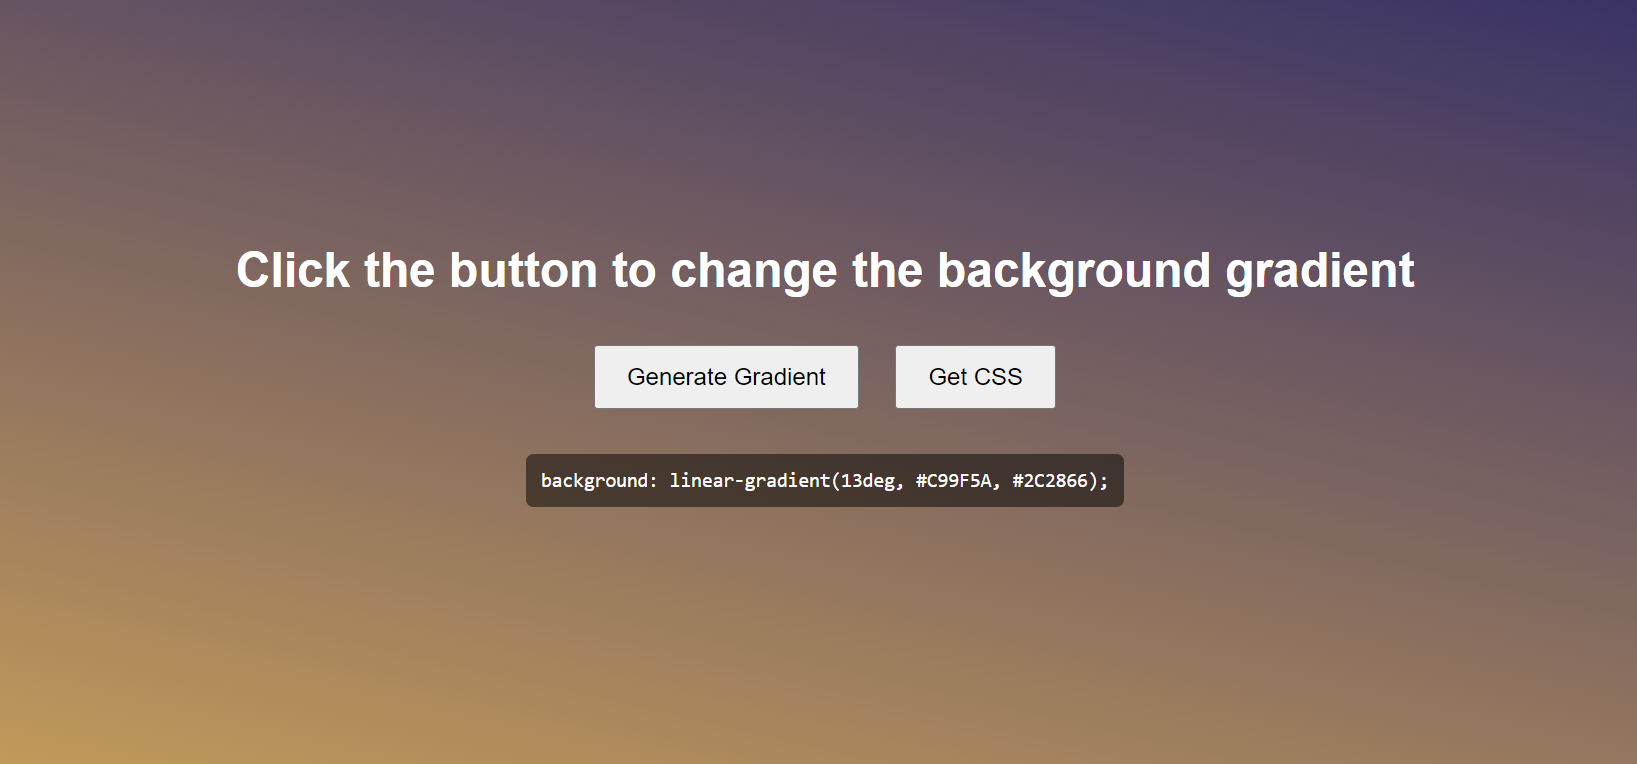 Click the button to change the background gradient
Generate Gradient
Get CSS
background: linear-gradient(13deg, #C99F5A, #2C2866);